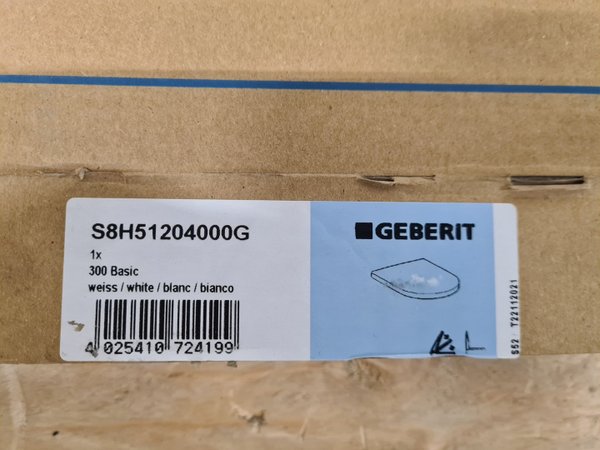 S8H51204000G
1x
300 Basic
weiss / white / blanc / bianco
4 025410 724199
GEBERIT
S52 T22112021